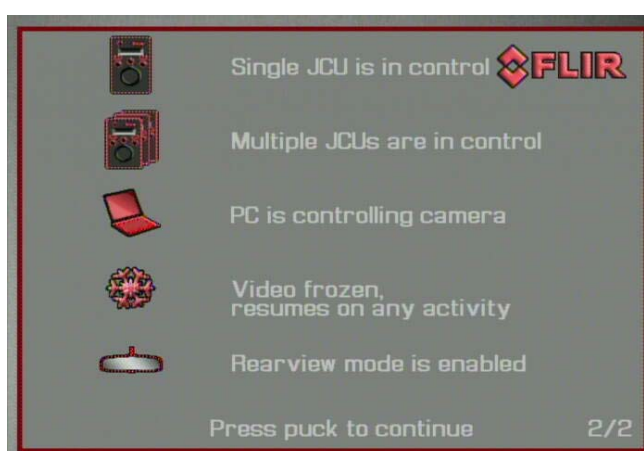 Single JCU is in control
FLIR
Multiple JCUs are in control
PC is controlling camera
Video frozen,
resumes on any activity
Rearview mode is enabled
Press puck to continue 2/2